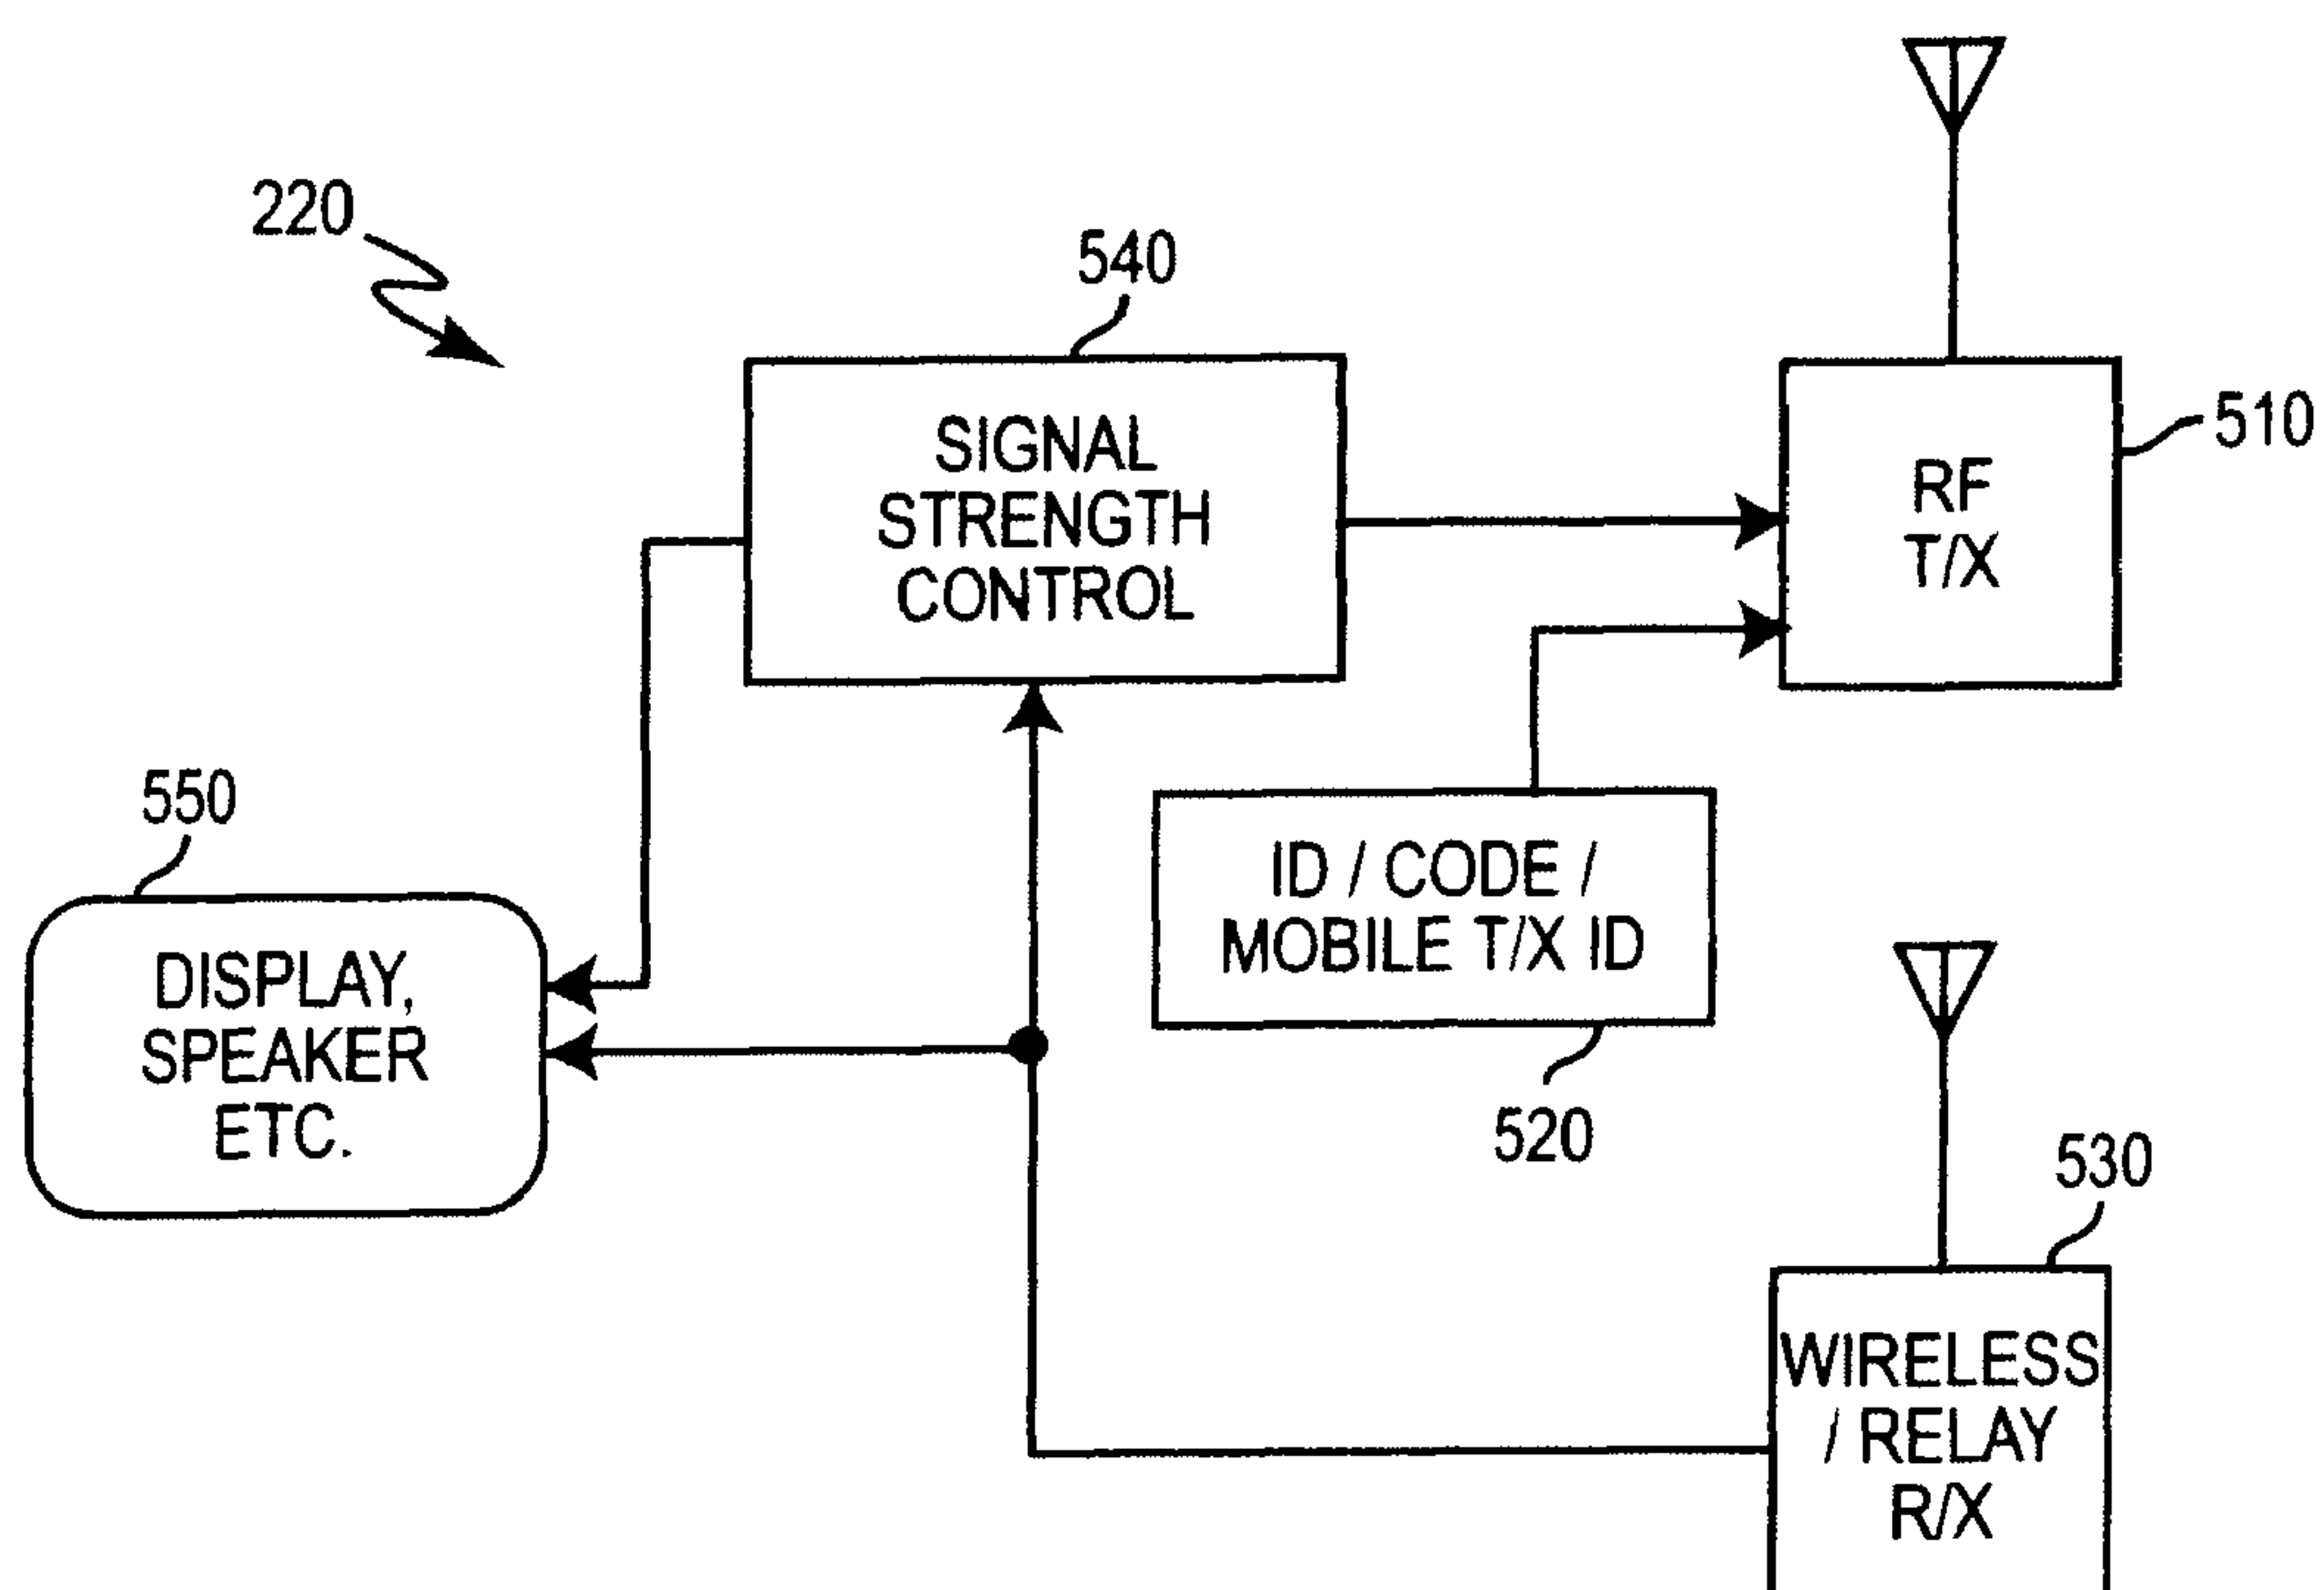 220
540
SIGNAL
STRENGTH
CONTROL
RF
T/X
510
550
DISPLAY,
SPEAKER
ETC.
ID / CODE /
MOBILE T/X ID
520
530
WIRELESS
/ RELAY
R/X